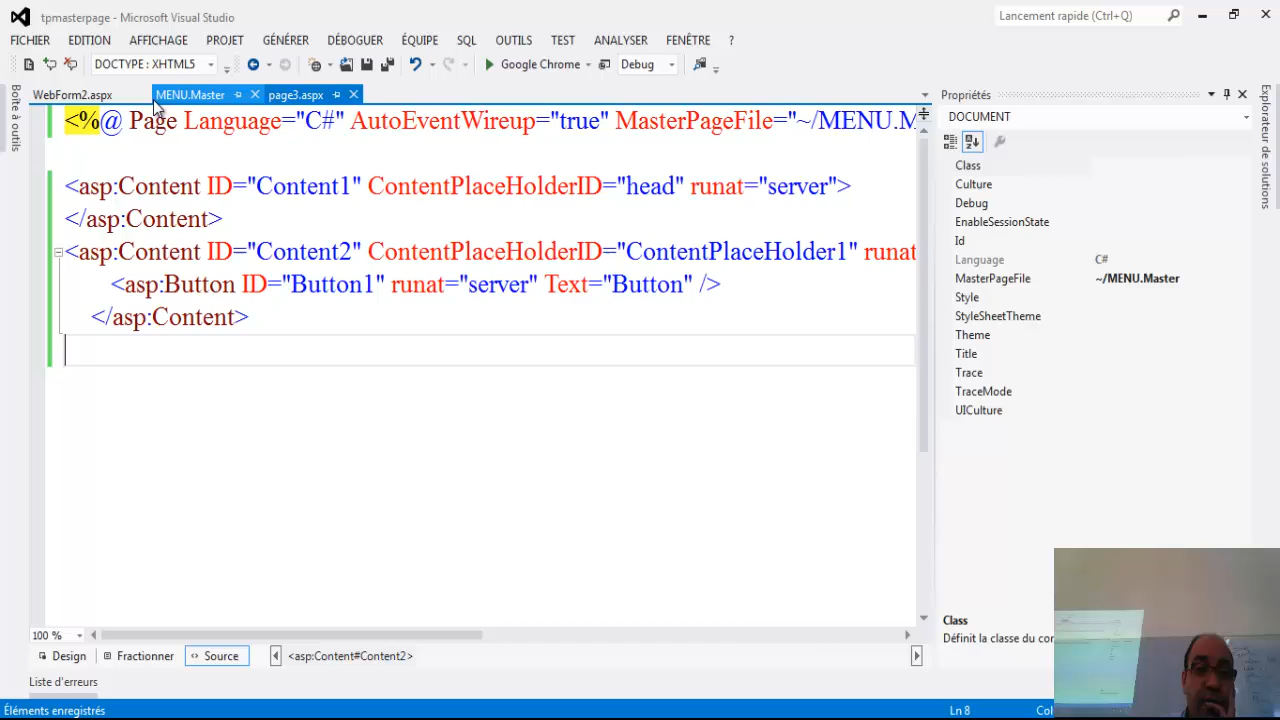 tpmasterpage - Microsoft Visual Studio
Lancement rapide (Ctrl+Q)
FICHIER EDITION AFFICHAGE PROJET GÉNÉRER DÉBOGUER ÉQUIPE SQL OUTILS TEST ANALYSER FENÊTRE ?
DOCTYPE : XHTML5 Google Chrome Debug
Boîte à outils
WebForm2.aspx MENU.Master page3.aspx
<%@ Page Language="C#" AutoEventWireup="true" MasterPageFile="~/MENU.M
<asp:Content ID="Content1" ContentPlaceHolderID="head" runat="server">
</asp:Content>
<asp:Content ID="Content2" ContentPlaceHolderID="ContentPlaceHolder1" runat
<asp:Button ID="Button1" runat="server" Text="Button" />
</asp:Content>
100 %
Design Fractionner Source <asp:Content#Content2>
Liste d'erreurs
Éléments enregistrés
Ln 8 Col
Propriétés
DOCUMENT
Class
Culture
Debug
EnableSessionState
Id
Language C#
MasterPageFile ~/MENU.Master
Style
StyleSheetTheme
Theme
Title
Trace
TraceMode
UICulture
Class
Définit la classe du co
Explorateur de solutions